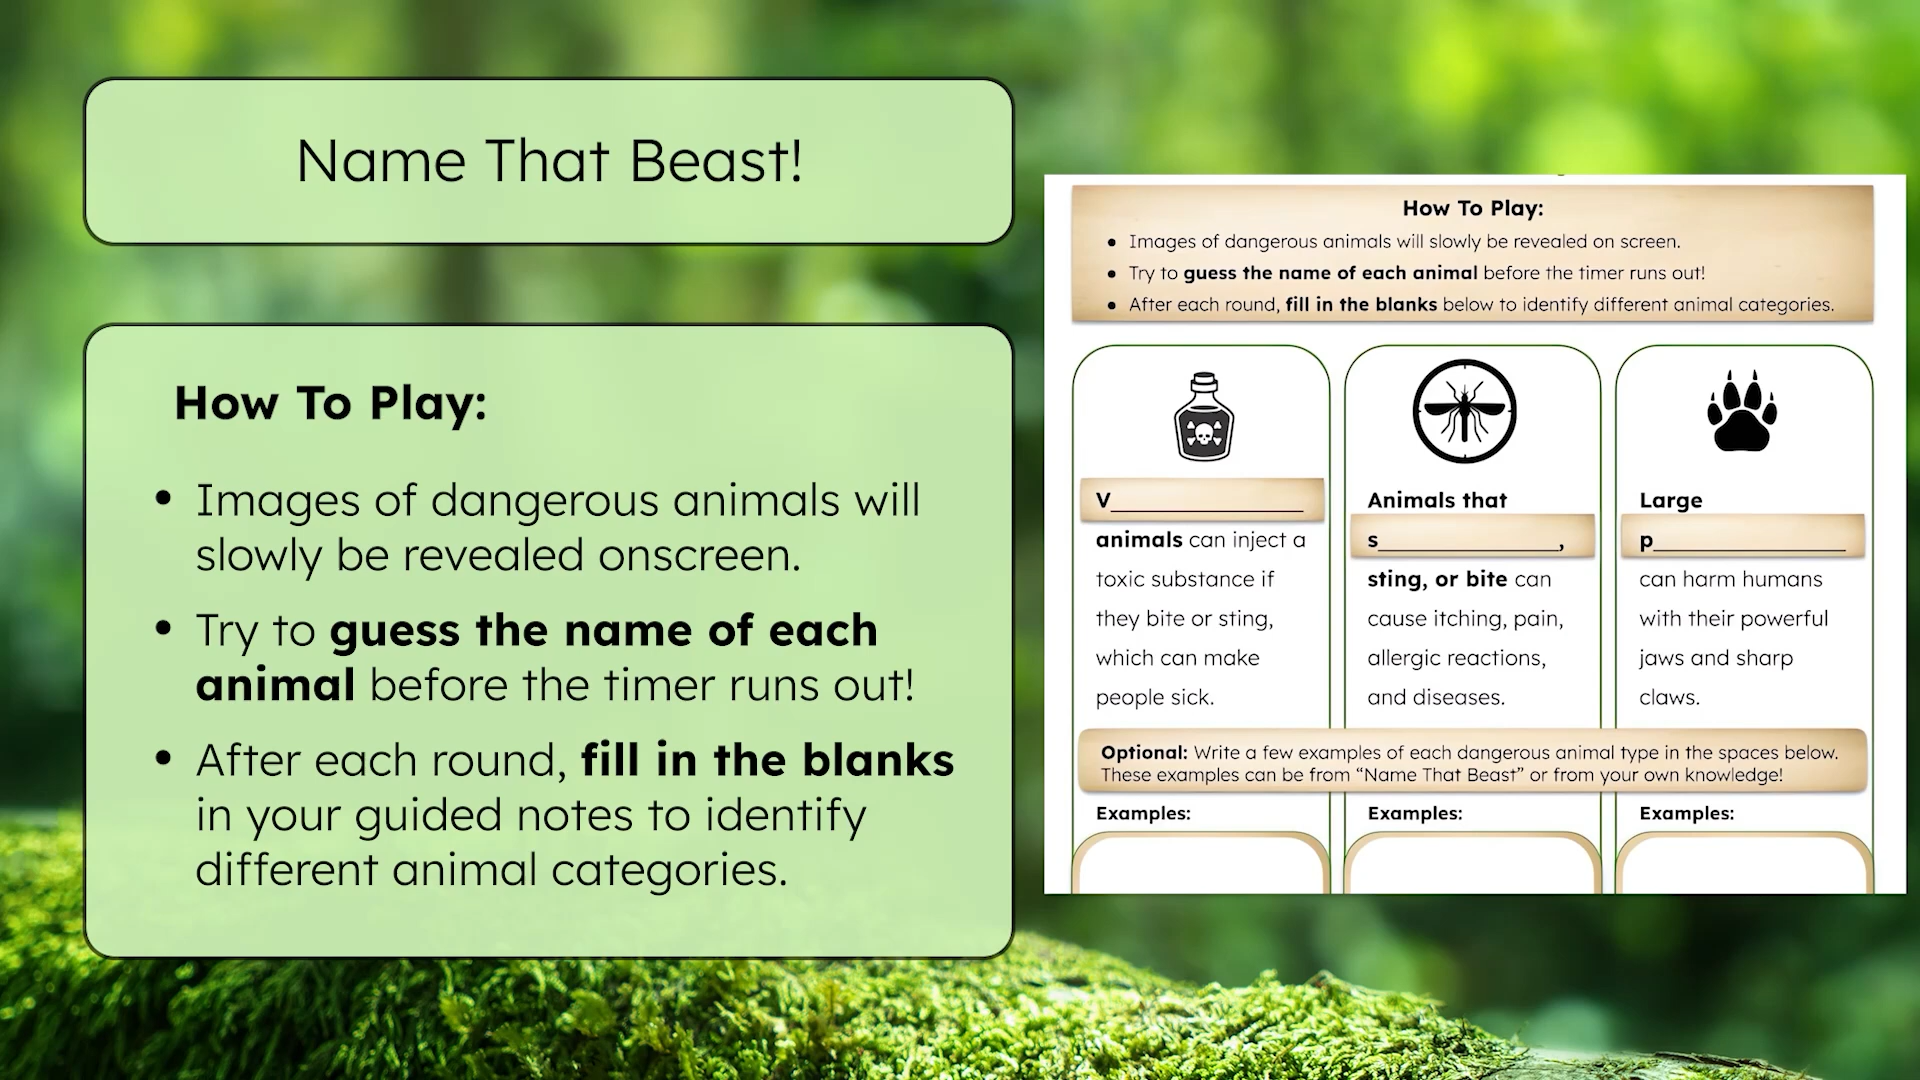 Name That Beast!
How To Play:
• Images of dangerous animals will
slowly be revealed onscreen.
• Try to guess the name of each
animal before the timer runs out!
• After each round, fill in the blanks
in your guided notes to identify
different animal categories.
How To Play:
• Images of dangerous animals will slowly be revealed on screen.
• Try to guess the name of each animal before the timer runs out!
• After each round, fill in the blanks below to identify different animal categories.
V________________
animals can inject a
toxic substance if
they bite or sting,
which can make
people sick.
Animals that
s_______________,
sting, or bite can
cause itching, pain,
allergic reactions,
and diseases.
Large
p________________
can harm humans
with their powerful
jaws and sharp
claws.
Optional: Write a few examples of each dangerous animal type in the spaces below.
These examples can be from “Name That Beast” or from your own knowledge!
Examples:
Examples:
Examples: